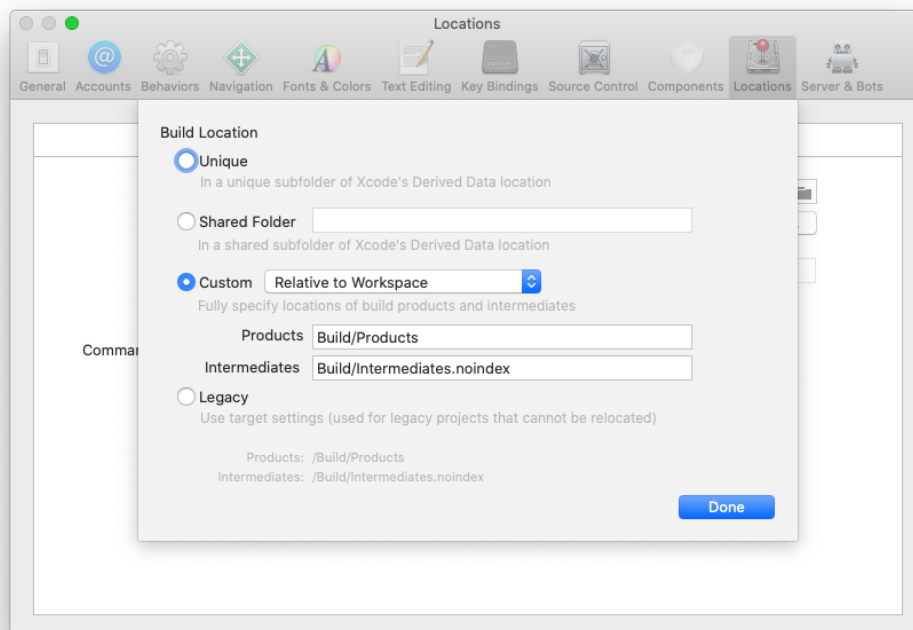 Locations
General Accounts Behaviors Navigation Fonts & Colors Text Editing Key Bindings Source Control Components Locations Server & Bots
Build Location
Unique
In a unique subfolder of Xcode's Derived Data location
Shared Folder
In a shared subfolder of Xcode's Derived Data location
Custom Relative to Workspace
Fully specify locations of build products and intermediates
Products Build/Products
Comma
Intermediates Build/Intermediates.noindex
Legacy
Use target settings (used for legacy projects that cannot be relocated)
Products: /Build/Products
Intermediates: /Build/Intermediates.noindex
Done